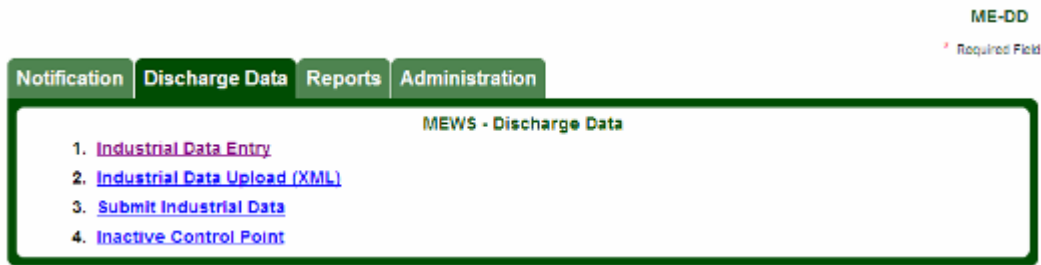 ME-DD
* Required Field
Notification Discharge Data Reports Administration
MEWS - Discharge Data
1. Industrial Data Entry
2. Industrial Data Upload (XML)
3. Submit Industrial Data
4. Inactive Control Point